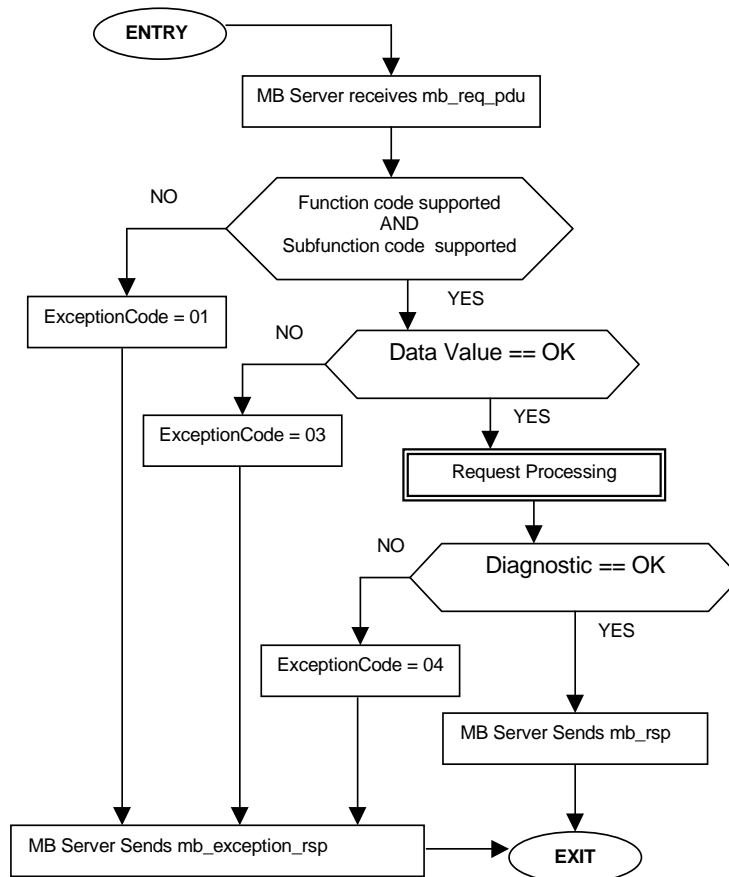 ENTRY
MB Server receives mb_req_pdu
NO
Function code supported
AND
Subfunction code supported
YES
ExceptionCode = 01
NO
Data Value == OK
YES
ExceptionCode = 03
Request Processing
NO
Diagnostic == OK
YES
ExceptionCode = 04
MB Server Sends mb_rsp
MB Server Sends mb_exception_rsp
EXIT